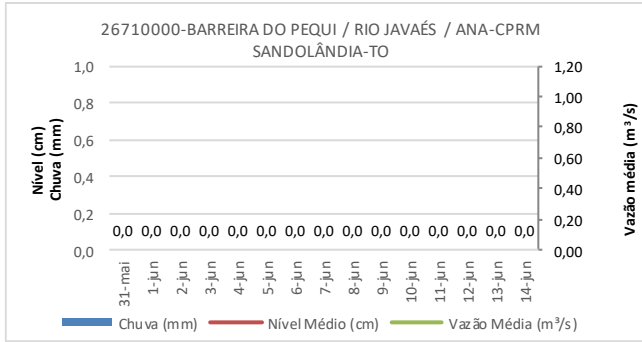 26710000-BARREIRA DO PEQUI / RIO JAVAÉS / ANA-CPRM
SANDOLÂNDIA-TO
Nível (cm)
Chuva (mm)
1,0
0,8
0,6
0,4
0,2
0,0
0,0 0,0 0,0 0,0 0,0 0,0 0,0 0,0 0,0 0,0 0,0 0,0 0,0 0,0 0,0
1,20
1,00
0,80
0,60
0,40
0,20
0,00
Vazão média (m³/s)
31-mai
1-jun
2-jun
3-jun
4-jun
5-jun
6-jun
7-jun
8-jun
9-jun
10-jun
11-jun
12-jun
13-jun
14-jun
Chuva (mm) Nível Médio (cm) Vazão Média (m³/s)